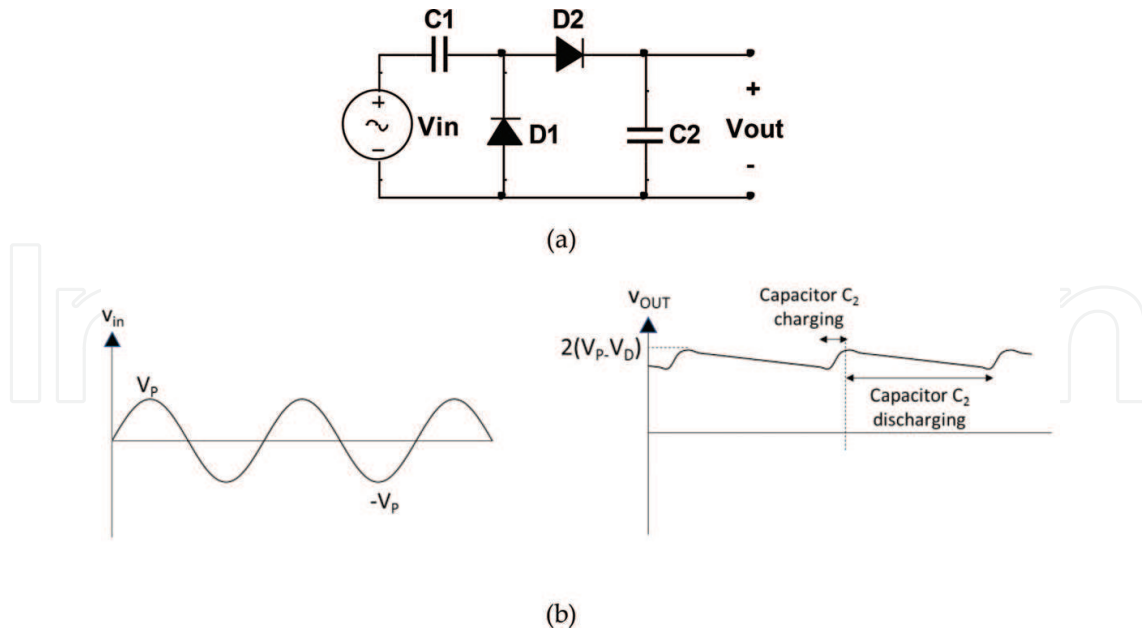 C1
D2
+
Vin
-
D1
C2
+
Vout
-
(a)
vin
VP
-VP
vOUT
2(VP-VD)
Capacitor C2
charging
Capacitor C2
discharging
(b)